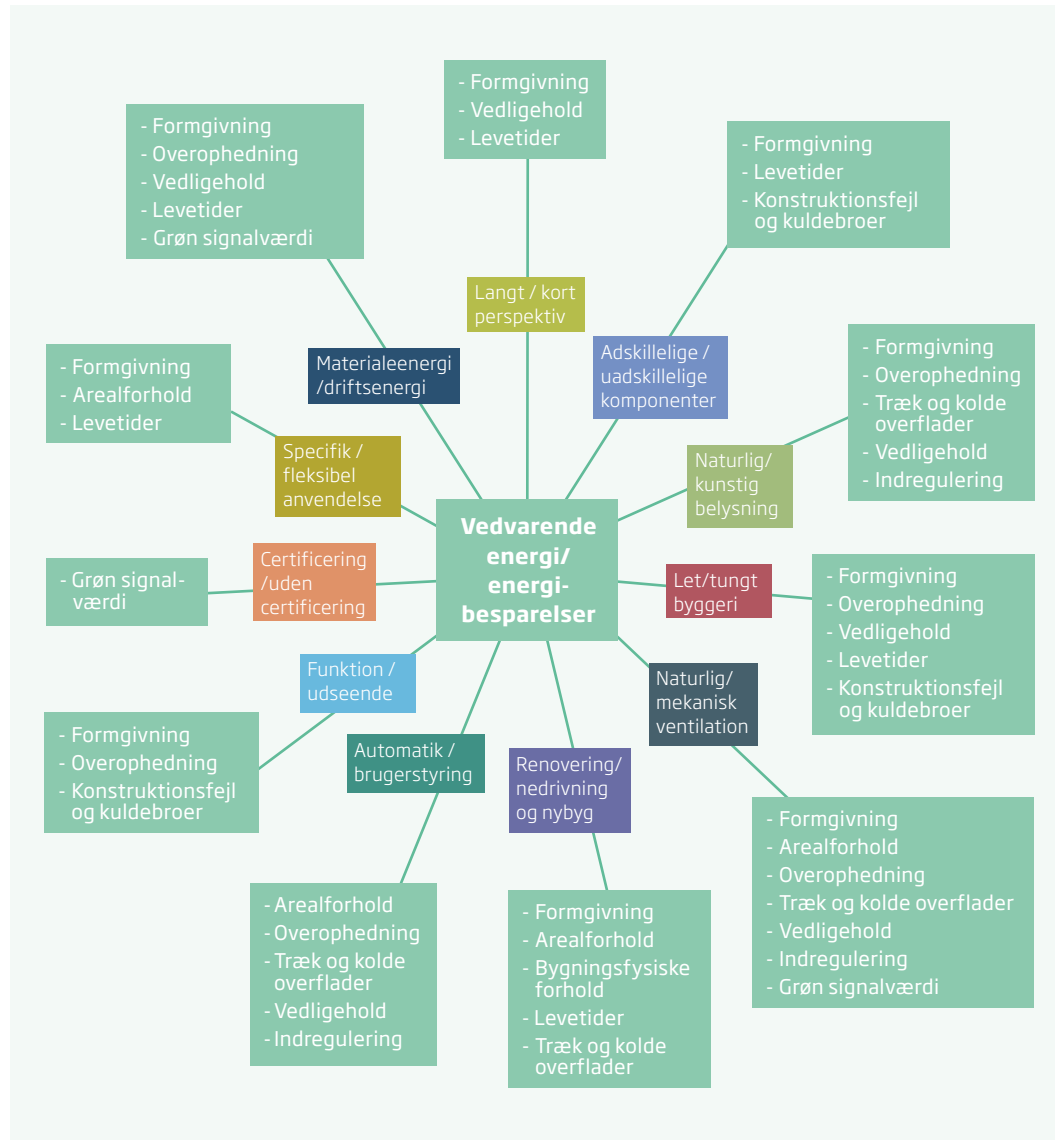 - Formgivning
- Vedligehold
- Levetider
Langt / kort
perspektiv
- Formgivning
- Levetider
- Konstruktionsfejl
og kuldebroer
Adskillelige /
uadskillelige
komponenter
- Formgivning
- Overophedning
- Træk og kolde
overflader
- Vedligehold
- Indregulering
Naturlig/
kunstig
belysning
- Formgivning
- Overophedning
- Vedligehold
- Levetider
- Konstruktionsfejl
og kuldebroer
Let/tungt
byggeri
- Formgivning
- Arealforhold
- Overophedning
- Træk og kolde overflader
- Vedligehold
- Indregulering
- Grøn signalværdi
Naturlig/
mekanisk
ventilation
- Formgivning
- Arealforhold
- Bygningsfysiske
forhold
- Levetider
- Træk og kolde
overflader
Renovering/
nedrivning
og nybyg
- Arealforhold
- Overophedning
- Træk og kolde
overflader
- Vedligehold
- Indregulering
Automatik /
brugerstyring
- Formgivning
- Overophedning
- Konstruktionsfejl
og kuldebroer
Funktion /
udseende
- Grøn signal-
værdi
Certificering
/uden
certificering
- Formgivning
- Arealforhold
- Levetider
Specifik /
fleksibel
anvendelse
- Formgivning
- Overophedning
- Vedligehold
- Levetider
- Grøn signalværdi
Materialeenergi
/driftsenergi
Vedvarende
energi/
energi-
besparelser